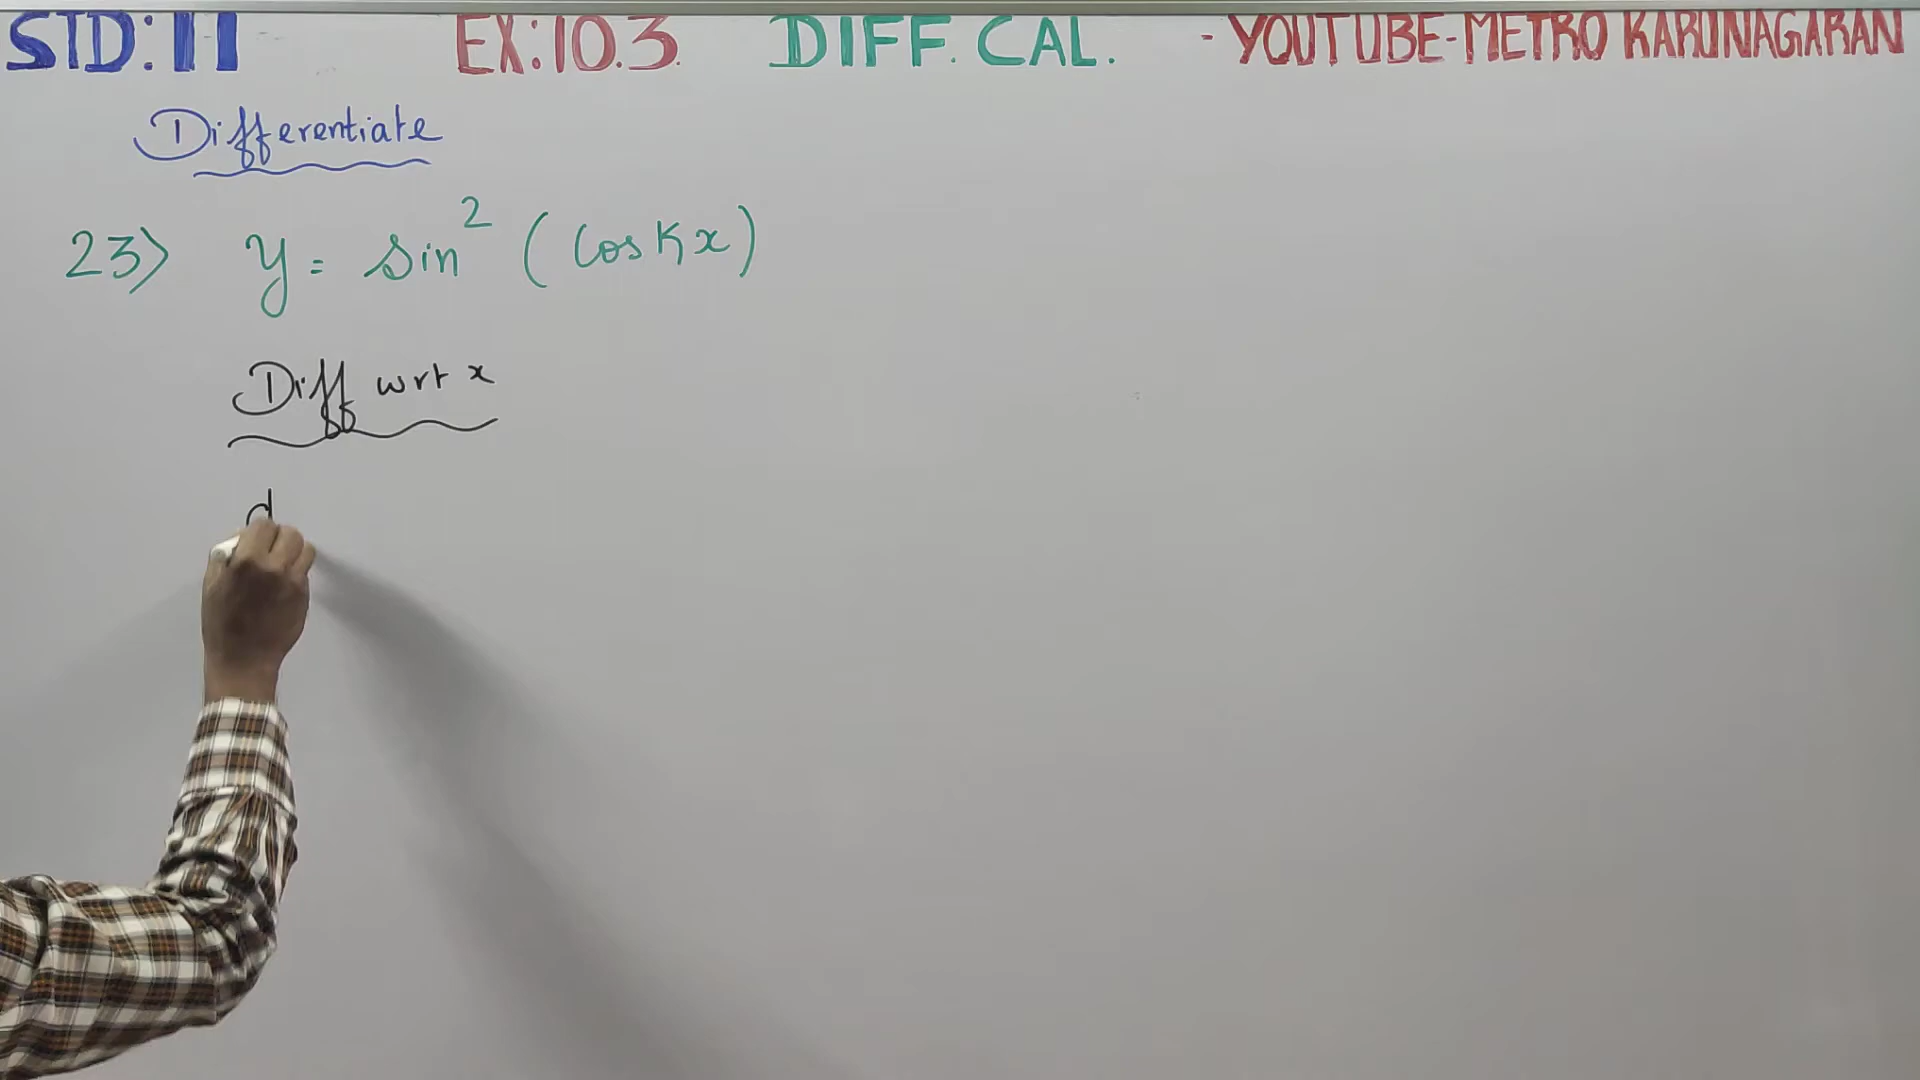 STD: 11 EX: 10.3. DIFF. CAL. - YOUTUBE-METRO KARUNAGARAN
Differentiate
23) y = sin² (cos kx)
Diff wrt x
d